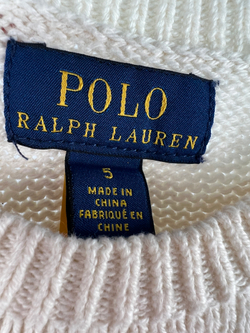 POLO
RALPH LAUREN
5
MADE IN
CHINA
FABRIQUÉ EN
CHINE